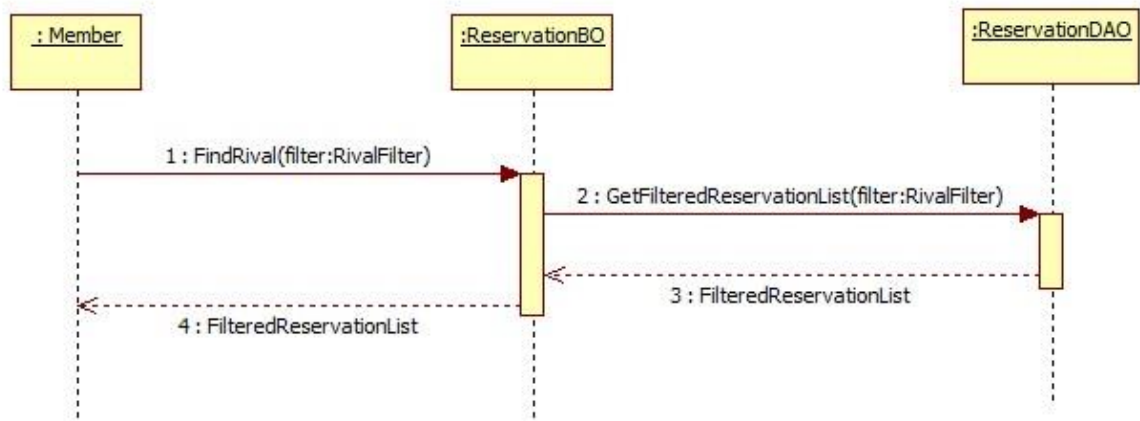 : Member
:ReservationBO
:ReservationDAO
1 : FindRival(filter:RivalFilter)
2 : GetFilteredReservationList(filter:RivalFilter)
3 : FilteredReservationList
4 : FilteredReservationList